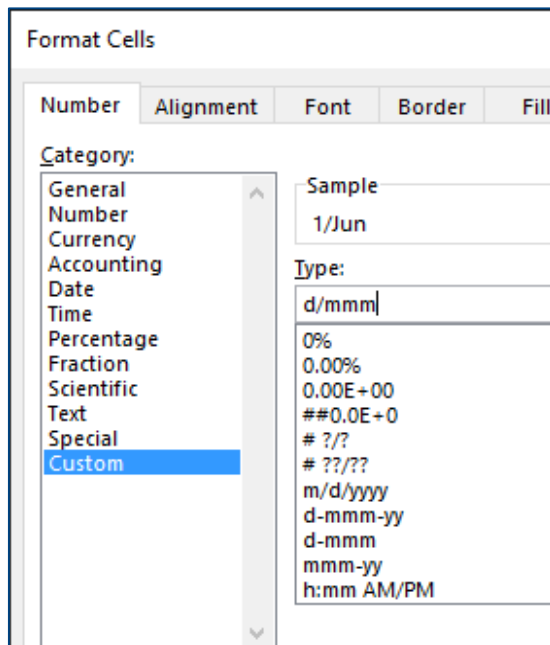 Format Cells
Number Alignment Font Border Fill
Category:
General
Number
Currency
Accounting
Date
Time
Percentage
Fraction
Scientific
Text
Special
Custom
Sample
1/Jun
Type:
d/mmm
0%
0.00%
0.00E+00
##0.0E+0
# ?/?
# ??/??
m/d/yyyy
d-mmm-yy
d-mmm
mmm-yy
h:mm AM/PM